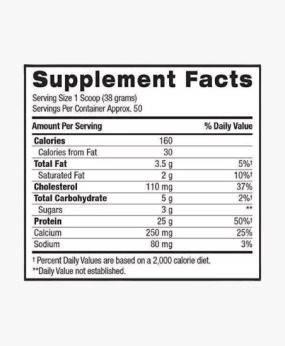 Supplement Facts
Serving Size 1 Scoop (38 grams)
Servings Per Container Approx. 50
Amount Per Serving % Daily Value
Calories 160
Calories from Fat 30
Total Fat 3.5 g 5%†
Saturated Fat 2 g 10%†
Cholesterol 110 mg 37%
Total Carbohydrate 5 g 2%†
Sugars 3 g **
Protein 25 g 50%†
Calcium 250 mg 25%
Sodium 80 mg 3%
† Percent Daily Values are based on a 2,000 calorie diet.
**Daily Value not established.